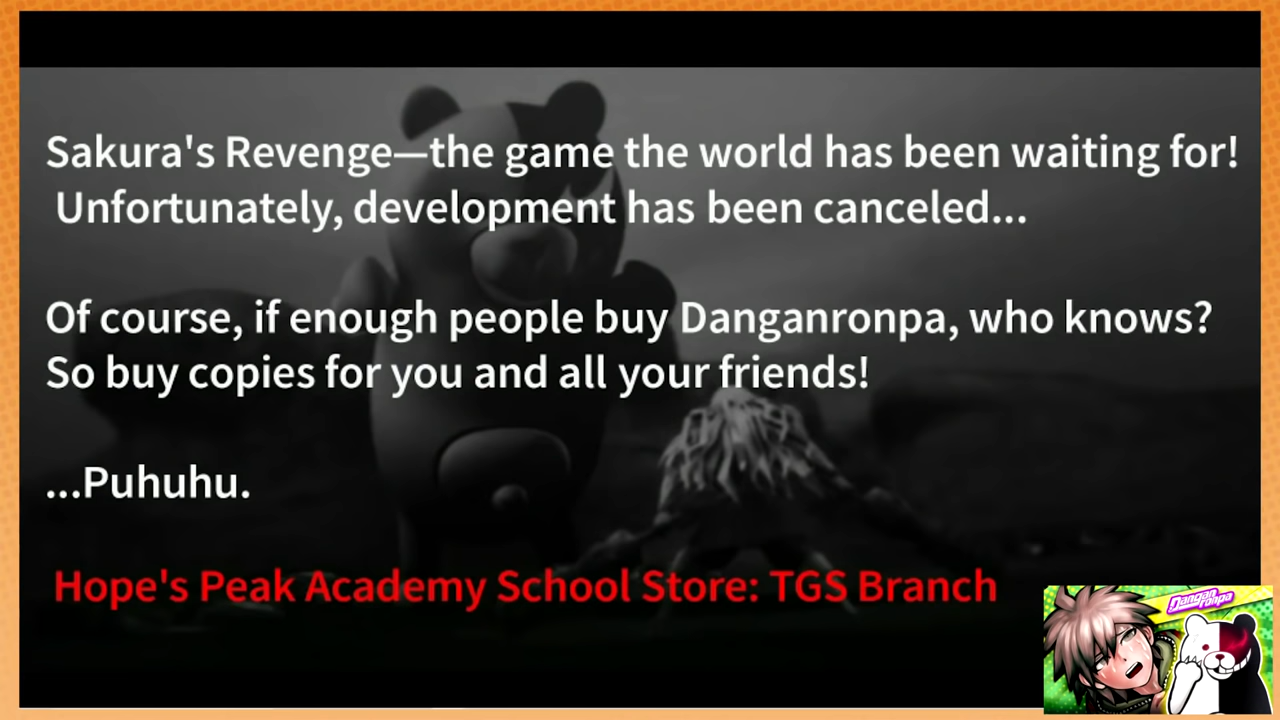 Sakura's Revenge—the game the world has been waiting for!
Unfortunately, development has been canceled...
Of course, if enough people buy Danganronpa, who knows?
So buy copies for you and all your friends!
...Puhuhu.
Hope's Peak Academy School Store: TGS Branch
Dangan
ronpa